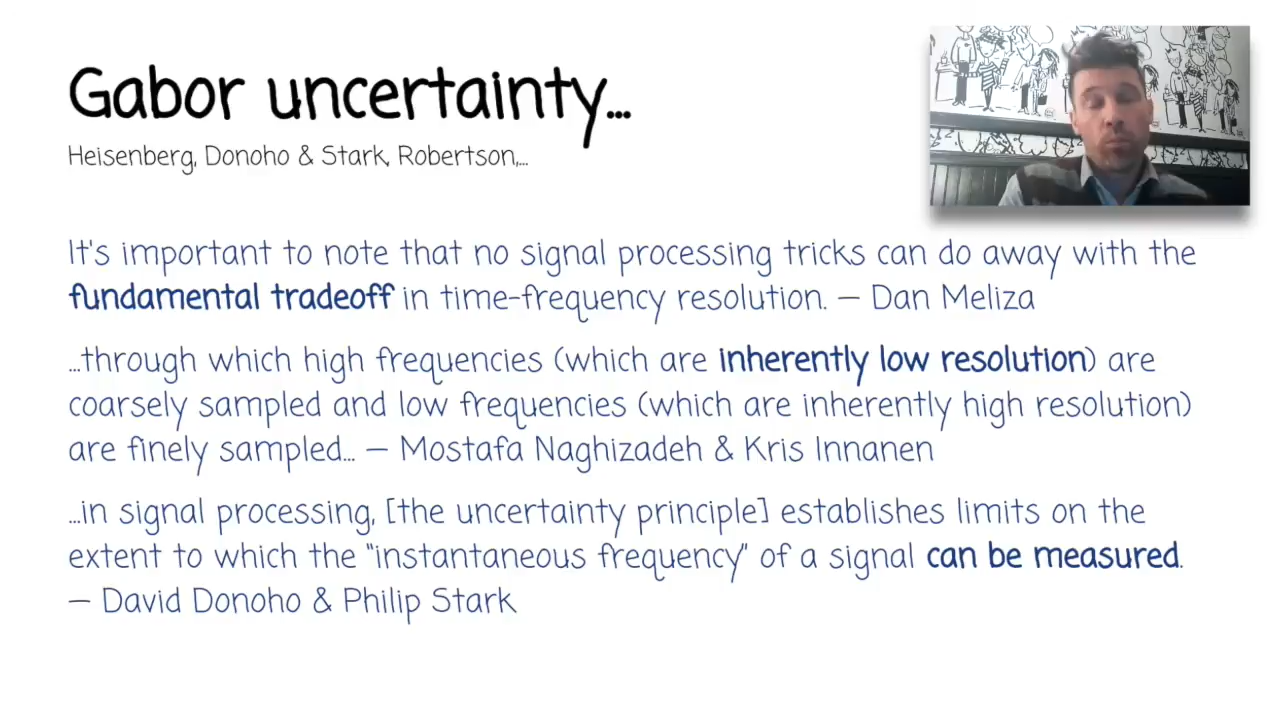 Gabor uncertainty...
Heisenberg, Donoho & Stark, Robertson,...
It's important to note that no signal processing tricks can do away with the
fundamental tradeoff in time-frequency resolution. — Dan Meliza
...through which high frequencies (which are inherently low resolution) are
coarsely sampled and low frequencies (which are inherently high resolution)
are finely sampled... — Mostafa Naghizadeh & Kris Innanen
...in signal processing, [the uncertainty principle] establishes limits on the
extent to which the "instantaneous frequency" of a signal can be measured.
— David Donoho & Philip Stark